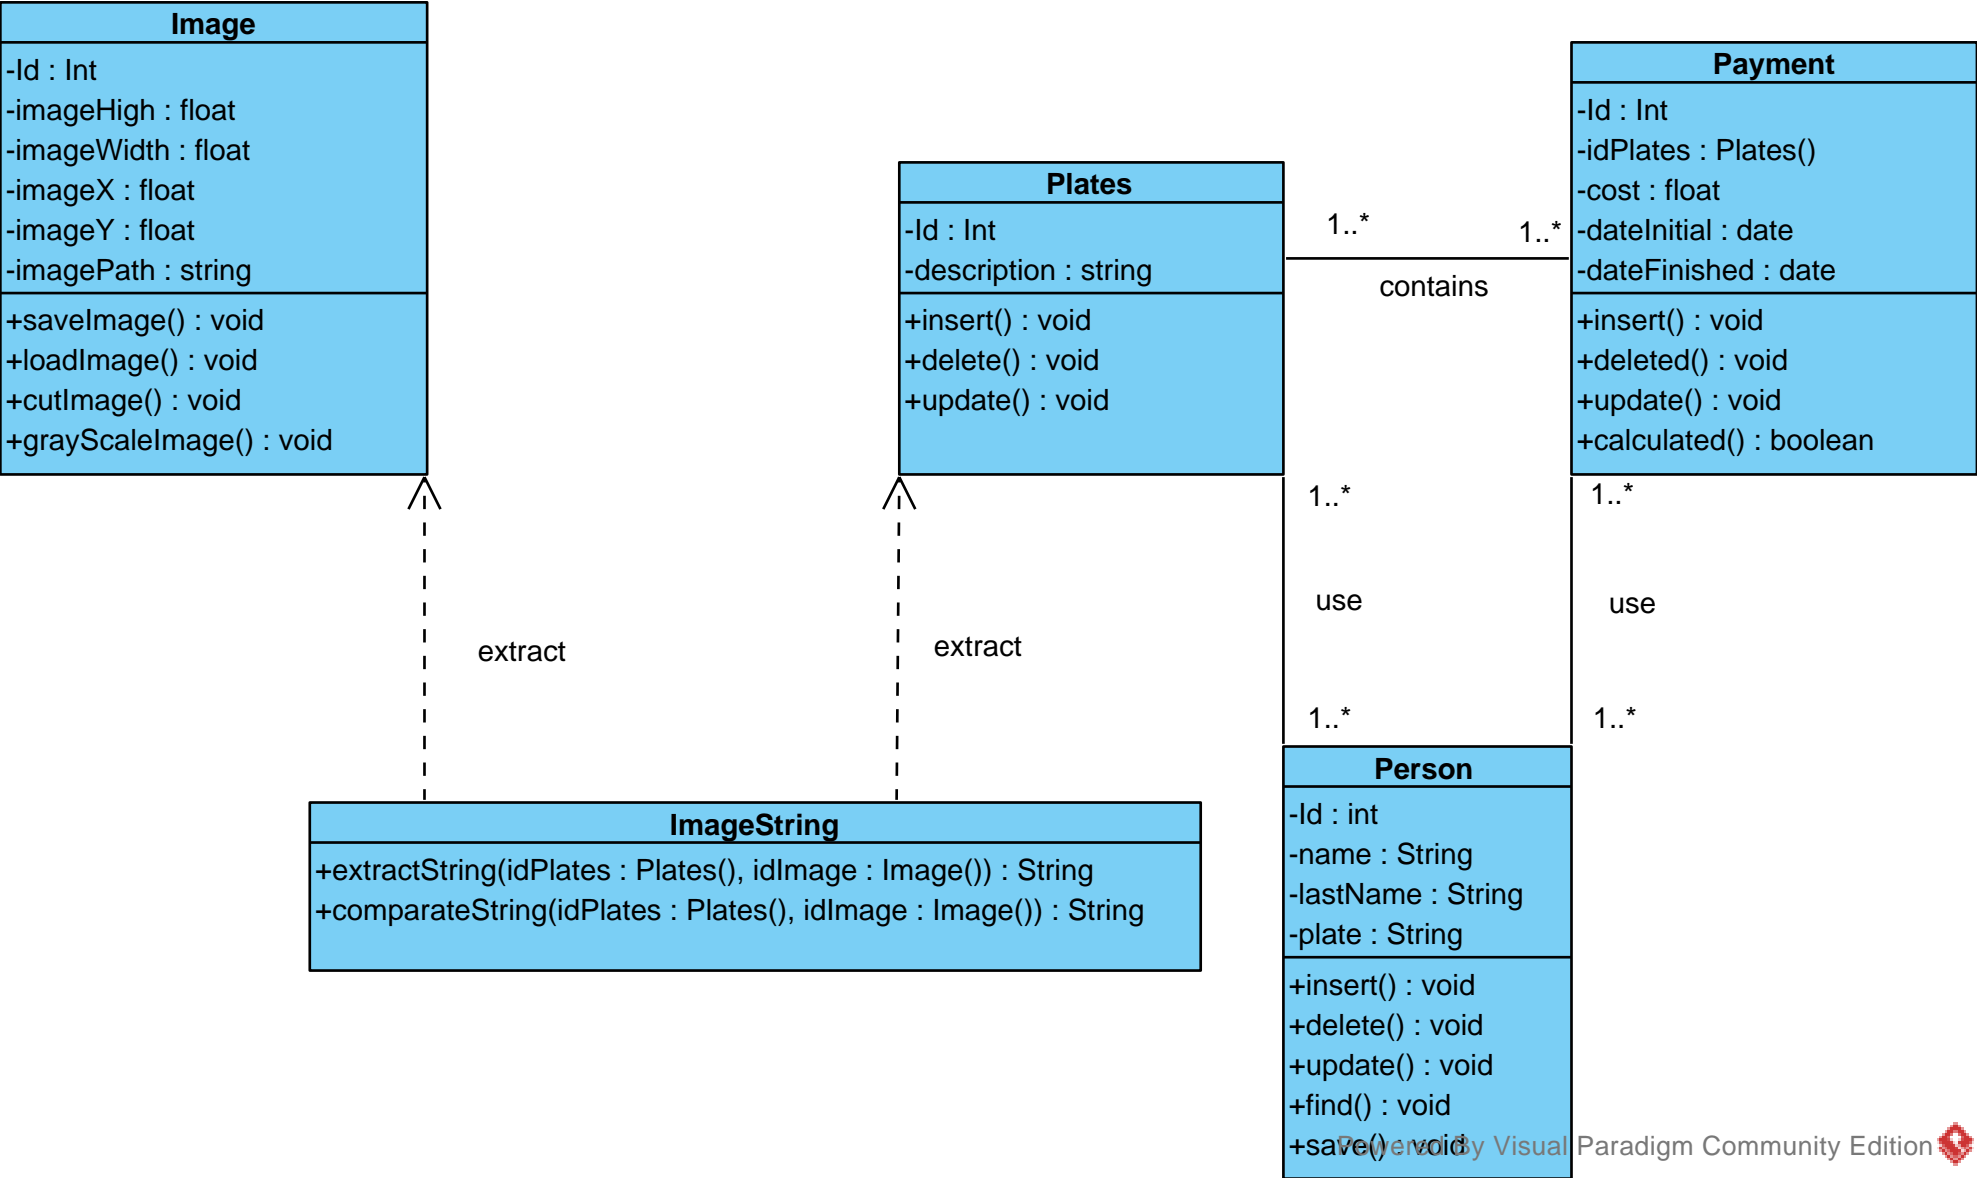 Image
-Id : Int
-imageHigh : float
-imageWidth : float
-imageX : float
-imageY : float
-imagePath : string
+saveImage() : void
+loadImage() : void
+cutImage() : void
+grayScaleImage() : void
Plates
-Id : Int
-description : string
+insert() : void
+delete() : void
+update() : void
1..*
1..*
contains
Payment
-Id : Int
-idPlates : Plates()
-cost : float
-dateInitial : date
-dateFinished : date
+insert() : void
+deleted() : void
+update() : void
+calculated() : boolean
1..*
1..*
use
use
extract
extract
1..*
1..*
ImageString
+extractString(idPlates : Plates(), idImage : Image()) : String
+comparateString(idPlates : Plates(), idImage : Image()) : String
Person
-Id : int
-name : String
-lastName : String
-plate : String
+insert() : void
+delete() : void
+update() : void
+find() : void
+save() : void
Powered By Visual Paradigm Community Edition